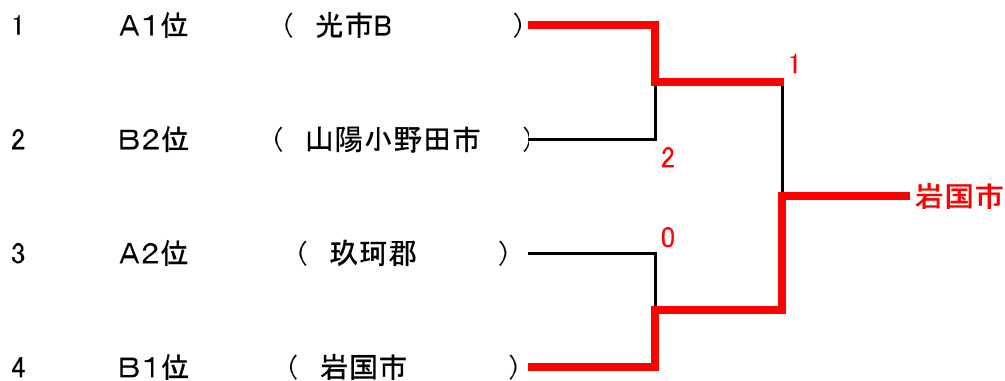 1 A1位 ( 光市B )
1
2 B2位 ( 山陽小野田市 )
2
岩国市
0
3 A2位 ( 玖珂郡 )
4 B1位 ( 岩国市 )